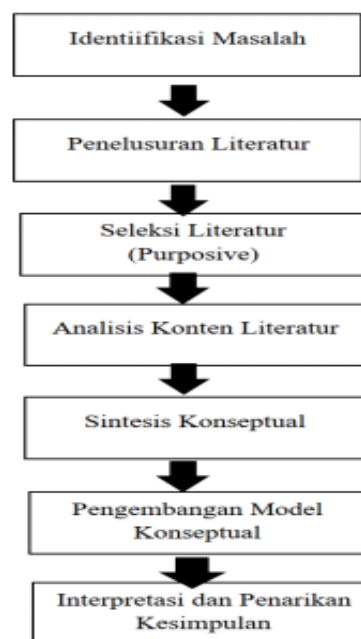 Identiifikasi Masalah
Penelusuran Literatur
Seleksi Literatur
(Purposive)
Analisis Konten Literatur
Sintesis Konseptual
Pengembangan Model
Konseptual
Interpretasi dan Penarikan
Kesimpulan